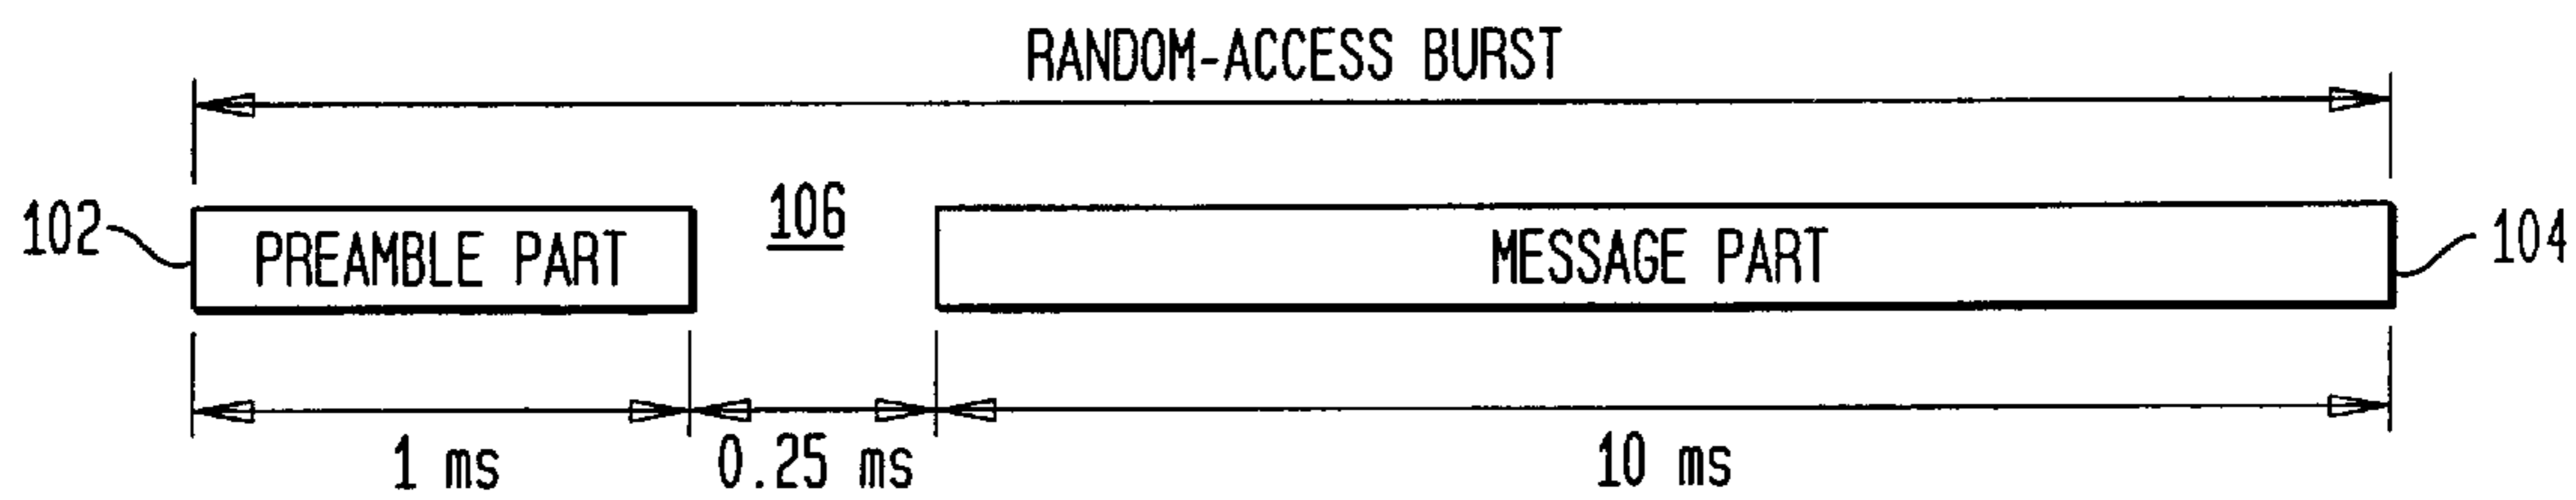 RANDOM-ACCESS BURST
102
PREAMBLE PART
106
MESSAGE PART
104
1 ms
0.25 ms
10 ms